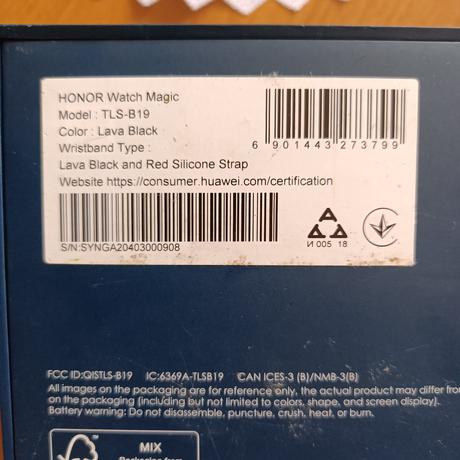 HONOR Watch Magic
Model : TLS-B19
Color : Lava Black
Wristband Type :
Lava Black and Red Silicone Strap
Website https://consumer.huawei.com/certification
6 901443 273799
S/N:SYNGA20403000908
И 005 18
FCC ID:QISTLS-B19 IC:6369A-TLSB19 CAN ICES-3 (B)/NMB-3(B)
All images on the packaging are for reference only, the actual product may differ from
on the packaging (including but not limited to colors, shape, and screen display).
Battery warning: Do not disassemble, puncture, crush, heat, or burn.
MIX
Packaging from